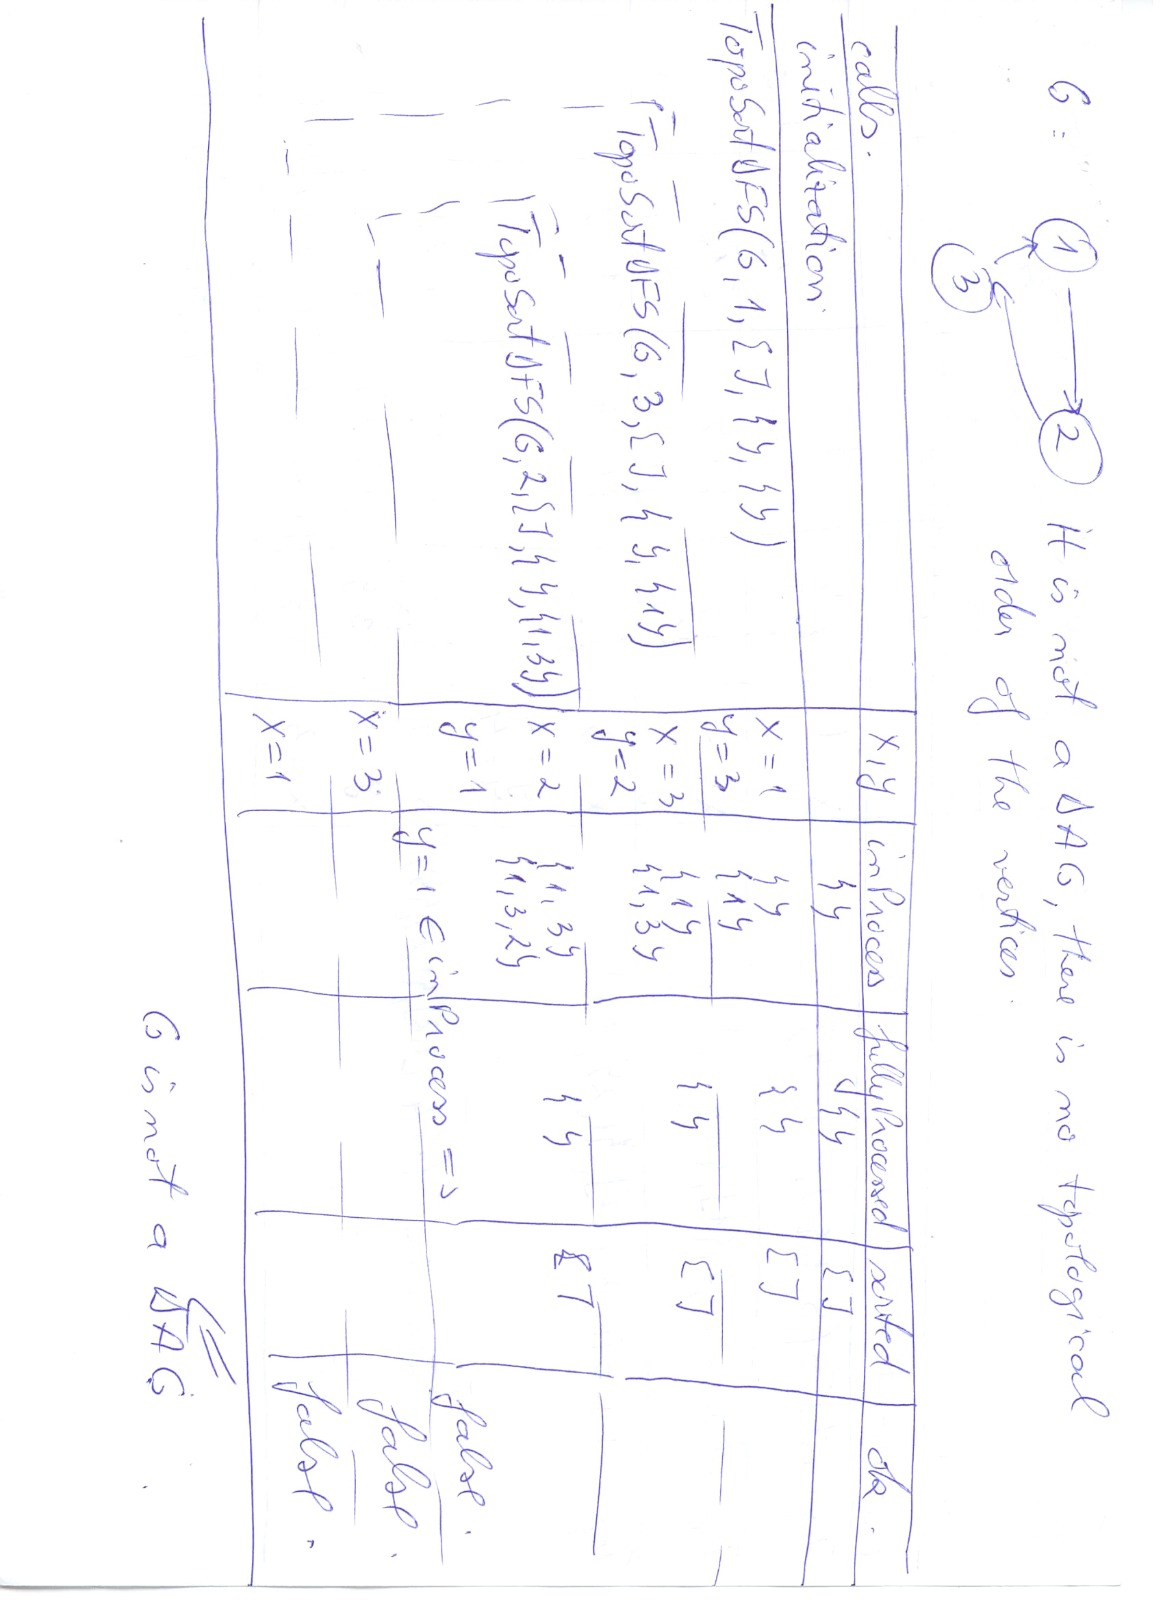 G = 1 2 3 It is not a DAG, there is no topological
order of the vertices.
calls. x,y inProcess fullyProcessed sorted ok.
initialization {} {} []
TopoSortDFS(G, 1, [], {}, {}) x = 1 {} {} []
y = 3 {1}
TopoSortDFS(G, 3, [], {}, {1}) x = 3 {1} {} []
y = 2 {1,3}
TopoSortDFS(G, 2, [], {}, {1,3}) x = 2 {1,3} {} []
{1,3,2}
y = 1 y = 1 ∈ inProcess => false.
x = 3 false.
x = 1 false.
G is not a DAG <=